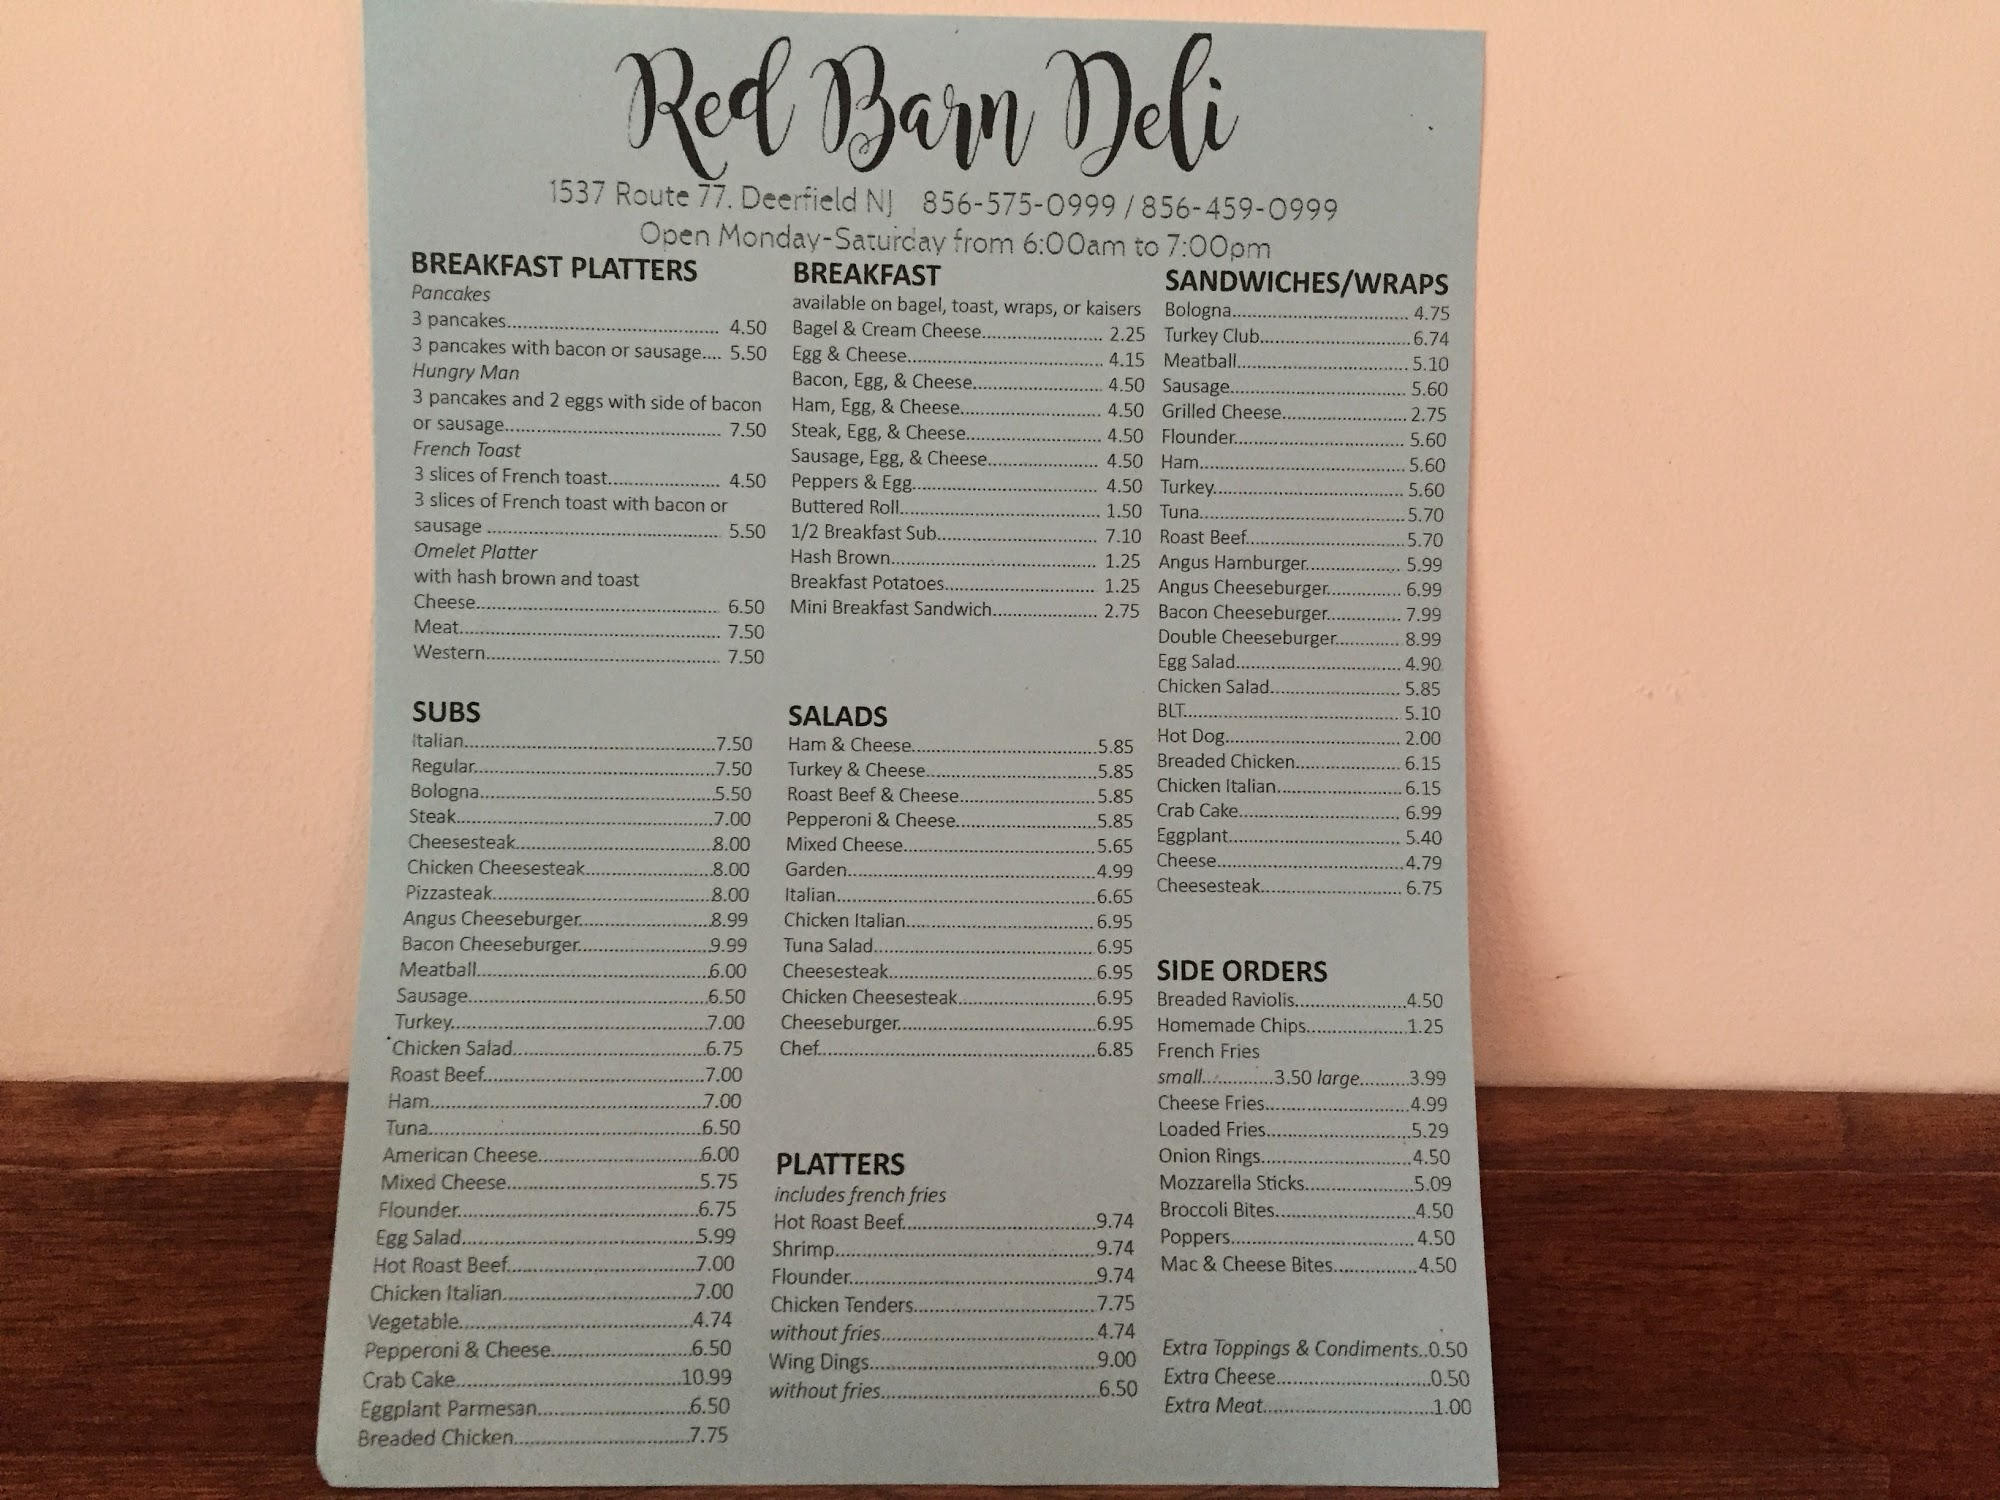 Red Barn Deli
1537 Route 77. Deerfield NJ 856-575-0999 / 856-459-0999
Open Monday-Saturday from 6:00am to 7:00pm
BREAKFAST PLATTERS
Pancakes
3 pancakes........ 4.50
3 pancakes with bacon or sausage.... 5.50
Hungry Man
3 pancakes and 2 eggs with side of bacon
or sausage........ 7.50
French Toast
3 slices of French toast........ 4.50
3 slices of French toast with bacon or
sausage ........ 5.50
Omelet Platter
with hash brown and toast
Cheese........ 6.50
Meat........ 7.50
Western........ 7.50
BREAKFAST
available on bagel, toast, wraps, or kaisers
Bagel & Cream Cheese........ 2.25
Egg & Cheese........ 4.15
Bacon, Egg, & Cheese........ 4.50
Ham, Egg, & Cheese........ 4.50
Steak, Egg, & Cheese........ 4.50
Sausage, Egg, & Cheese........ 4.50
Peppers & Egg........ 4.50
Buttered Roll........ 1.50
1/2 Breakfast Sub........ 7.10
Hash Brown........ 1.25
Breakfast Potatoes........ 1.25
Mini Breakfast Sandwich........ 2.75
SANDWICHES/WRAPS
Bologna........ 4.75
Turkey Club........ 6.74
Meatball........ 5.10
Sausage........ 5.60
Grilled Cheese........ 2.75
Flounder........ 5.60
Ham........ 5.60
Turkey........ 5.60
Tuna........ 5.70
Roast Beef........ 5.70
Angus Hamburger........ 5.99
Angus Cheeseburger........ 6.99
Bacon Cheeseburger........ 7.99
Double Cheeseburger........ 8.99
Egg Salad........ 4.90
Chicken Salad........ 5.85
BLT........ 5.10
Hot Dog........ 2.00
Breaded Chicken........ 6.15
Chicken Italian........ 6.15
Crab Cake........ 6.99
Eggplant........ 5.40
Cheese........ 4.79
Cheesesteak........ 6.75
SUBS
Italian........7.50
Regular........7.50
Bologna........5.50
Steak........7.00
Cheesesteak........8.00
Chicken Cheesesteak........8.00
Pizzasteak........8.00
Angus Cheeseburger........8.99
Bacon Cheeseburger........9.99
Meatball........6.00
Sausage........6.50
Turkey........7.00
Chicken Salad........6.75
Roast Beef........7.00
Ham........7.00
Tuna........6.50
American Cheese........6.00
Mixed Cheese........5.75
Flounder........6.75
Egg Salad........5.99
Hot Roast Beef........7.00
Chicken Italian........7.00
Vegetable........4.74
Pepperoni & Cheese........6.50
Crab Cake........10.99
Eggplant Parmesan........6.50
Breaded Chicken........7.75
SALADS
Ham & Cheese........5.85
Turkey & Cheese........5.85
Roast Beef & Cheese........5.85
Pepperoni & Cheese........5.85
Mixed Cheese........5.65
Garden........4.99
Italian........6.65
Chicken Italian........6.95
Tuna Salad........6.95
Cheesesteak........6.95
Chicken Cheesesteak........6.95
Cheeseburger........6.95
Chef........6.85
PLATTERS
includes french fries
Hot Roast Beef........9.74
Shrimp........9.74
Flounder........9.74
Chicken Tenders........7.75
without fries........4.74
Wing Dings........9.00
without fries........6.50
SIDE ORDERS
Breaded Raviolis........4.50
Homemade Chips........1.25
French Fries
small........3.50 large........3.99
Cheese Fries........4.99
Loaded Fries........5.29
Onion Rings........4.50
Mozzarella Sticks........5.09
Broccoli Bites........4.50
Poppers........4.50
Mac & Cheese Bites........4.50
Extra Toppings & Condiments..0.50
Extra Cheese........0.50
Extra Meat........1.00